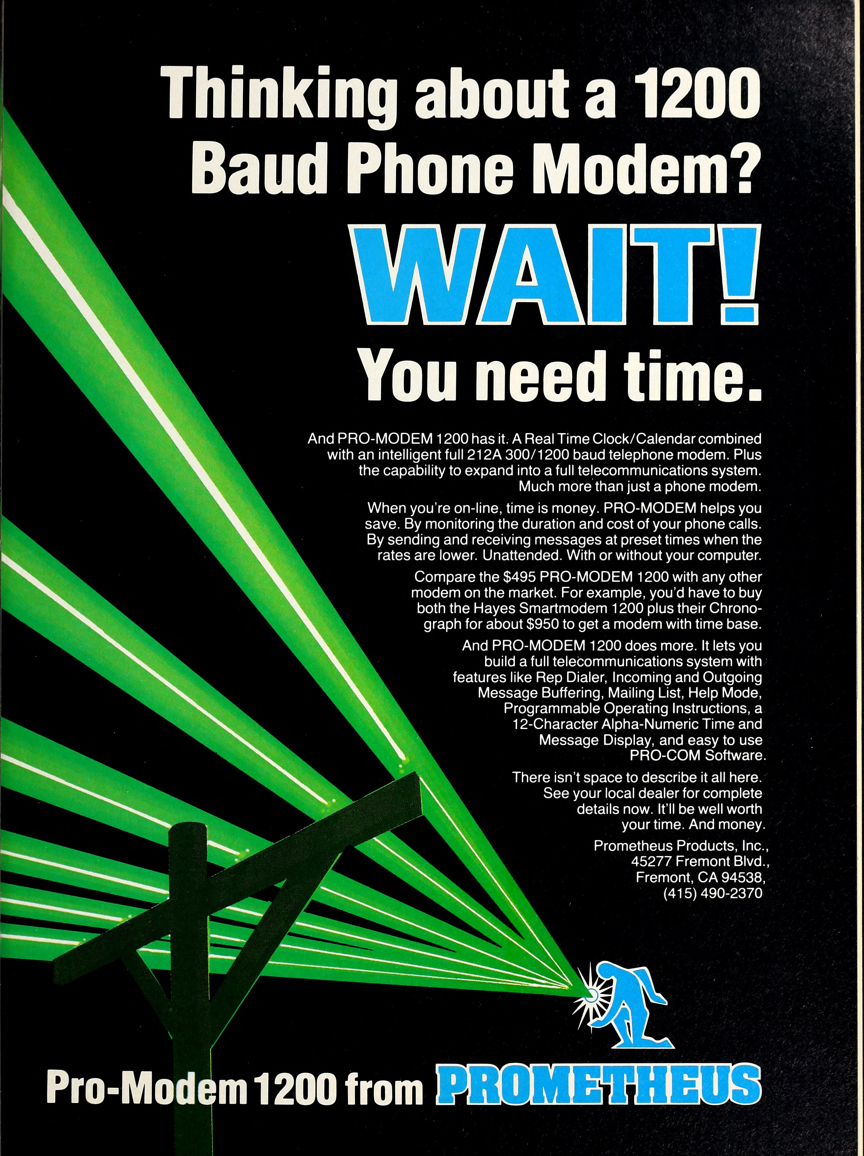 Thinking about a 1200
Baud Phone Modem?
WAIT!
You need time.
And PRO-MODEM 1200 has it. A Real Time Clock/Calendar combined
with an intelligent full 212A 300/1200 baud telephone modem. Plus
the capability to expand into a full telecommunications system.
Much more than just a phone modem.
When you're on-line, time is money. PRO-MODEM helps you
save. By monitoring the duration and cost of your phone calls.
By sending and receiving messages at preset times when the
rates are lower. Unattended. With or without your computer.
Compare the $495 PRO-MODEM 1200 with any other
modem on the market. For example, you'd have to buy
both the Hayes Smartmodem 1200 plus their Chrono-
graph for about $950 to get a modem with time base.
And PRO-MODEM 1200 does more. It lets you
build a full telecommunications system with
features like Rep Dialer, Incoming and Outgoing
Message Buffering, Mailing List, Help Mode,
Programmable Operating Instructions, a
12-Character Alpha-Numeric Time and
Message Display, and easy to use
PRO-COM Software.
There isn't space to describe it all here.
See your local dealer for complete
details now. It'll be well worth
your time. And money.
Prometheus Products, Inc.,
45277 Fremont Blvd.,
Fremont, CA 94538,
(415) 490-2370
Pro-Modem 1200 from PROMETHEUS